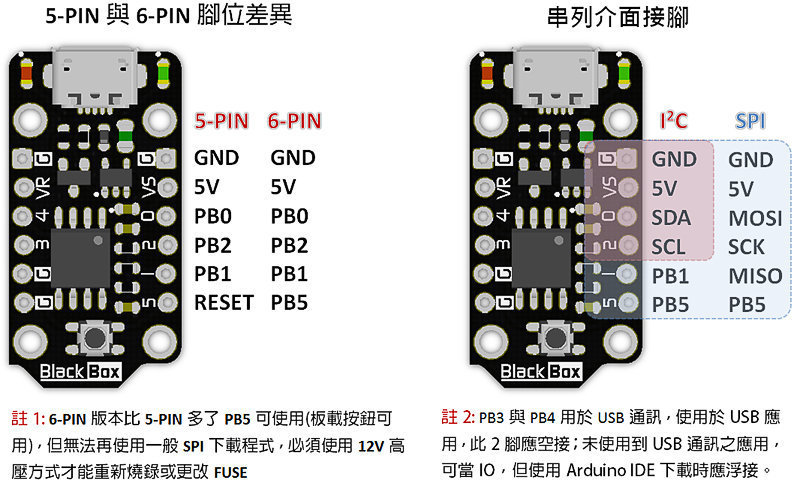 5-PIN 與 6-PIN 腳位差異
5-PIN 6-PIN
G G GND GND
VR VS 5V 5V
4 0 PB0 PB0
3 2 PB2 PB2
G 1 PB1 PB1
G 5 RESET PB5
BlackBox
註 1: 6-PIN 版本比 5-PIN 多了 PB5 可使用(板載按鈕可
用)，但無法再使用一般 SPI 下載程式，必須使用 12V 高
壓方式才能重新燒錄或更改 FUSE
串列介面接腳
I²C SPI
G G GND GND
VR VS 5V 5V
4 0 SDA MOSI
3 2 SCL SCK
G 1 PB1 MISO
G 5 PB5 PB5
BlackBox
註 2: PB3 與 PB4 用於 USB 通訊，使用於 USB 應
用，此 2 腳應空接；未使用到 USB 通訊之應用，
可當 IO，但使用 Arduino IDE 下載時應浮接。